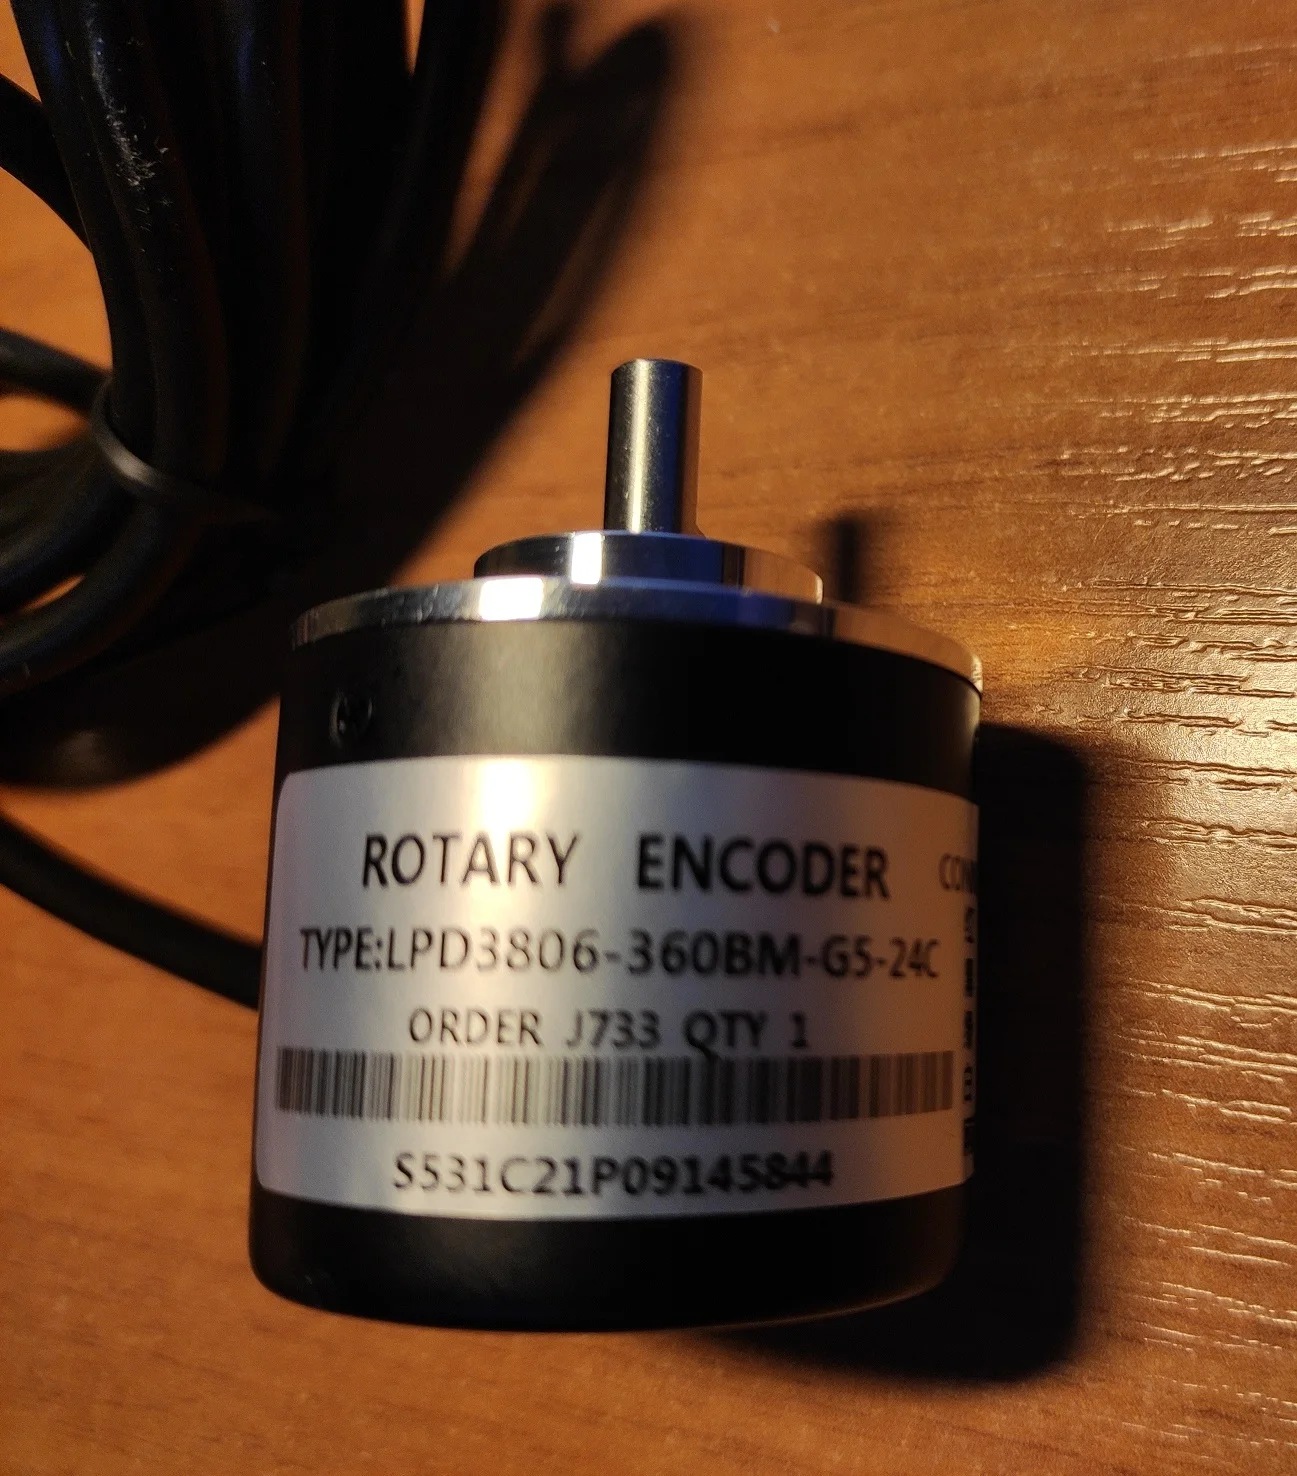 ROTARY ENCODER
TYPE:LPD3806-360BM-G5-24C
ORDER J733 QTY 1
S531C21P09145844